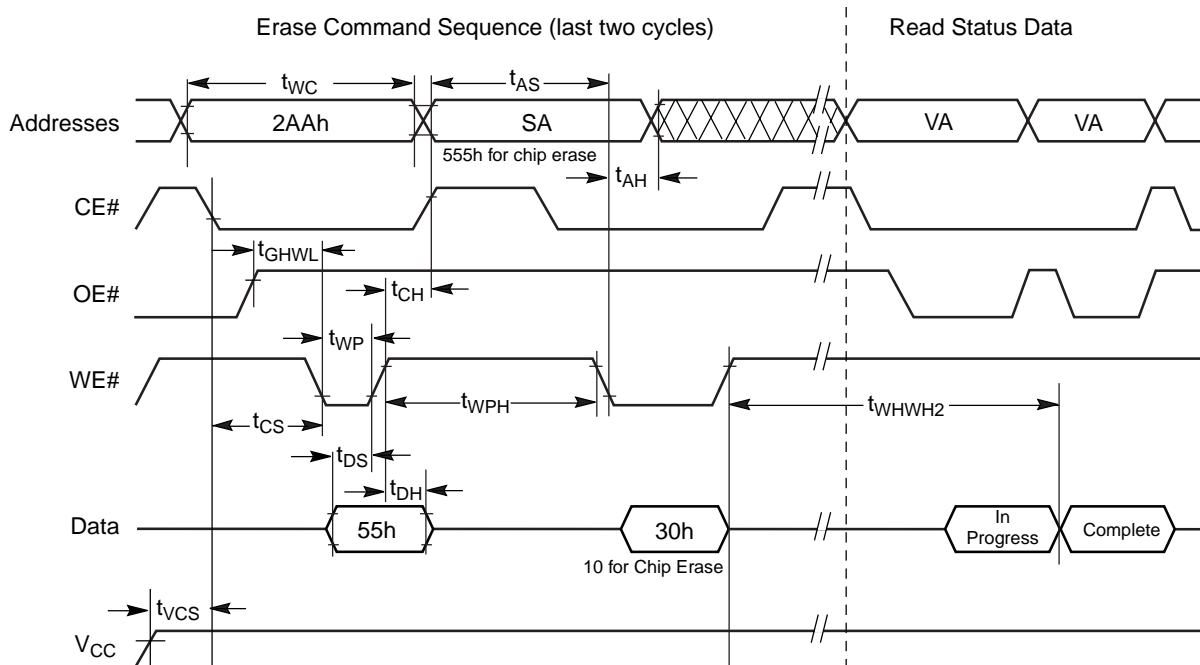 Erase Command Sequence (last two cycles)
Read Status Data
tWC
tAS
Addresses
2AAh
SA
VA
VA
555h for chip erase
tAH
CE#
tGHWL
OE#
tCH
tWP
WE#
tWPH
tWHWH2
tCS
tDS
tDH
Data
55h
30h
In
Progress
Complete
10 for Chip Erase
tVCS
VCC